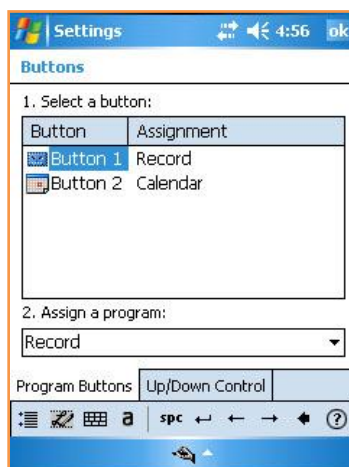 Settings 4:56 ok
Buttons
1. Select a button:
Button Assignment
Button 1 Record
Button 2 Calendar
2. Assign a program:
Record
Program Buttons Up/Down Control
a spc ?